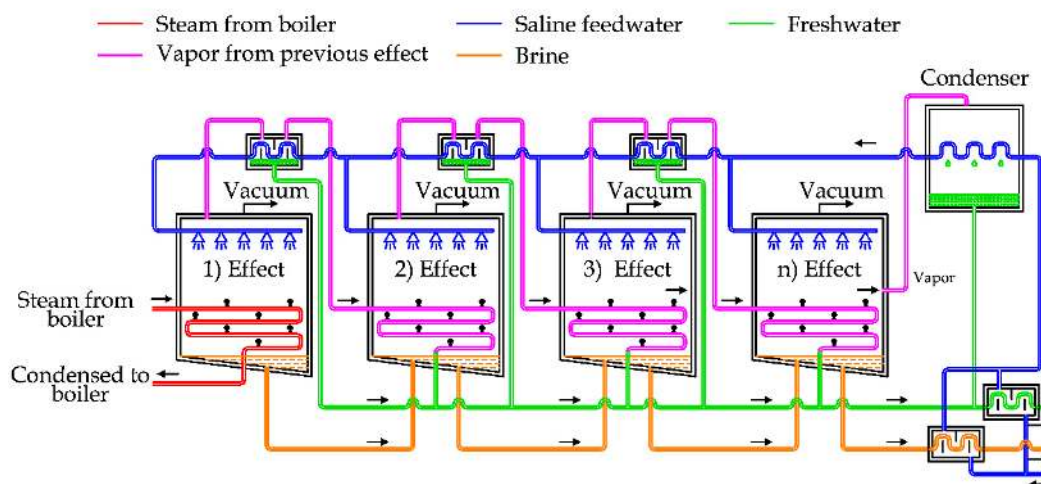 Steam from boiler
Saline feedwater
Freshwater
Vapor from previous effect
Brine
Condenser
Vacuum
Vacuum
Vacuum
Vacuum
1) Effect
2) Effect
3) Effect
n) Effect
Vapor
Steam from
boiler
Condensed to
boiler